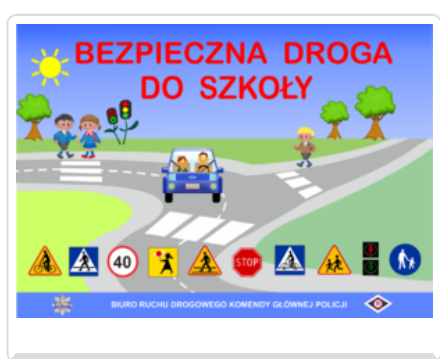 BEZPIECZNA DROGA
DO SZKOŁY
40
STOP
BIURO RUCHU DROGOWEGO KOMENDY GŁÓWNEJ POLICJI